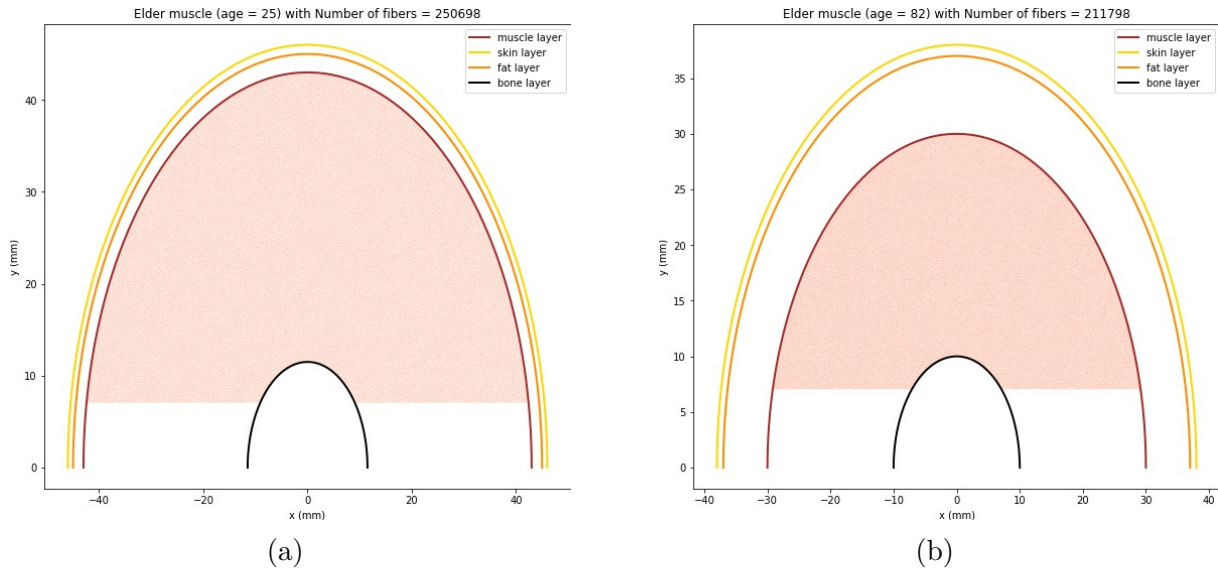 Elder muscle (age = 25) with Number of fibers = 250698
muscle layer
skin layer
fat layer
bone layer
40
30
20
10
0
y (mm)
−40
−20
0
20
40
x (mm)
(a)
Elder muscle (age = 82) with Number of fibers = 211798
muscle layer
skin layer
fat layer
bone layer
35
30
25
20
15
10
5
0
y (mm)
−40
−30
−20
−10
0
10
20
30
40
x (mm)
(b)